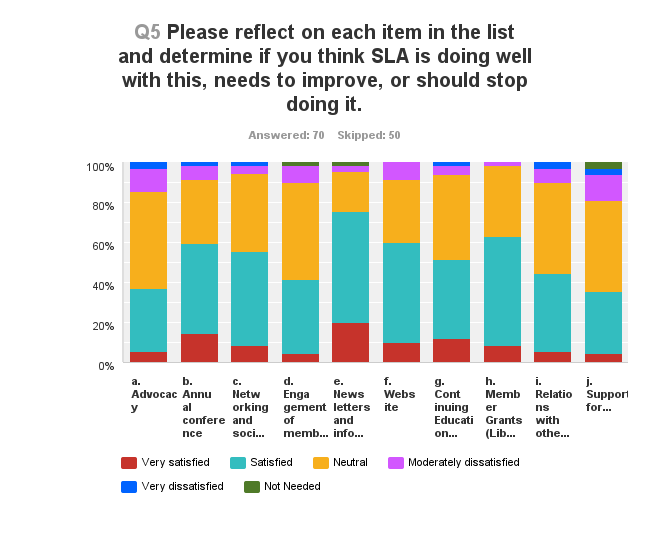 Q5 Please reflect on each item in the list
and determine if you think SLA is doing well
with this, needs to improve, or should stop
doing it.
Answered: 70 Skipped: 50
100%
80%
60%
40%
20%
0%
a.
Advocac
y
b.
Annu
al
confere
nce
c.
Netw
orking
and
soci...
d.
Enga
gement
of
memb...
e.
News
letters
and
info...
f.
Webs
ite
g.
Cont
inuing
Educati
on...
h.
Memb
er
Grants
(Lib...
i.
Relatio
ns
with
othe...
j.
Support
for...
Very satisfied Satisfied Neutral Moderately dissatisfied
Very dissatisfied Not Needed